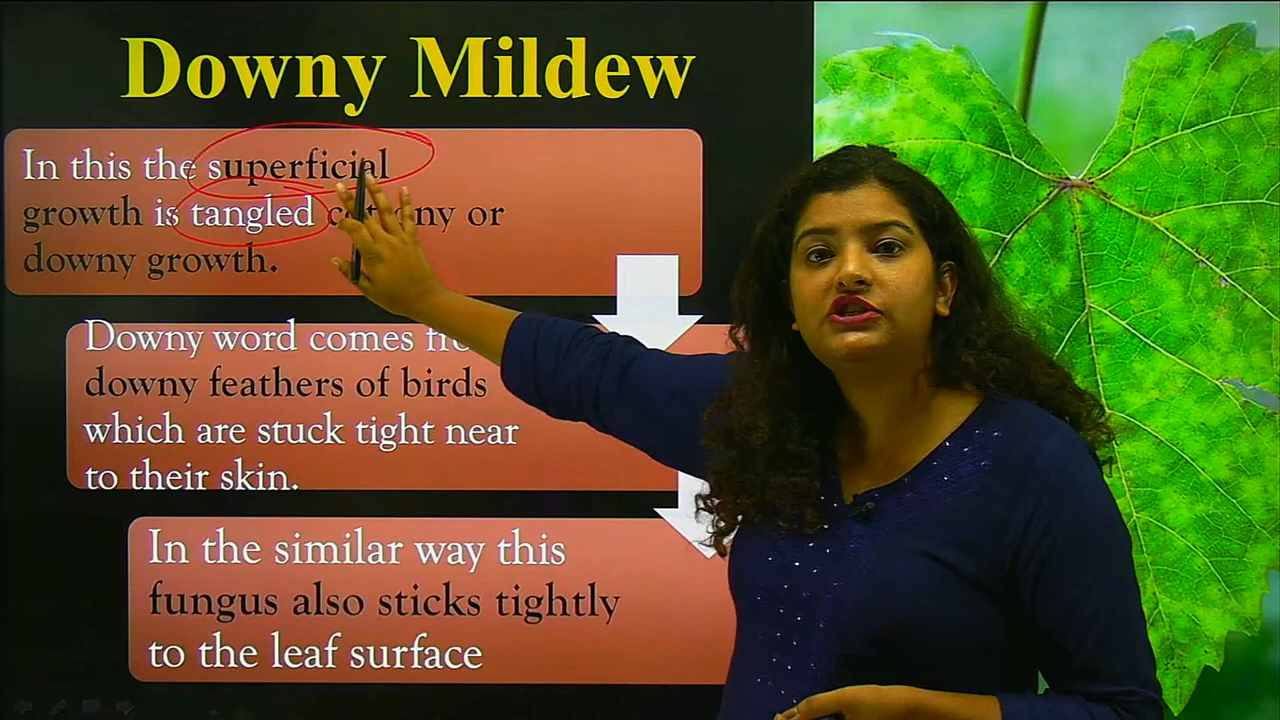 Downy Mildew
In this the superficial
growth is tangled or
downy growth.
Downy word comes
downy feathers of birds
which are stuck tight near
to their skin.
In the similar way this
fungus also sticks tightly
to the leaf surface